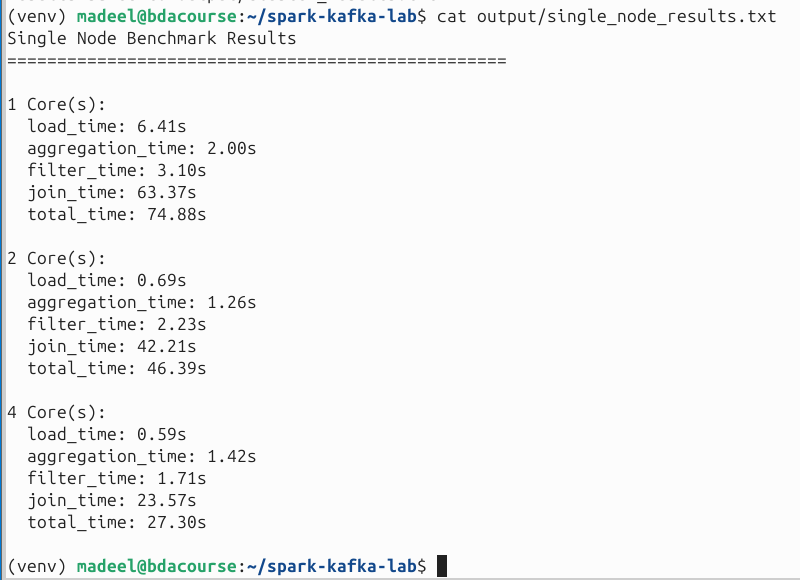 (venv) madeel@bdacourse:~/spark-kafka-lab$ cat output/single_node_results.txt
Single Node Benchmark Results
==================================================
1 Core(s):
load_time: 6.41s
aggregation_time: 2.00s
filter_time: 3.10s
join_time: 63.37s
total_time: 74.88s
2 Core(s):
load_time: 0.69s
aggregation_time: 1.26s
filter_time: 2.23s
join_time: 42.21s
total_time: 46.39s
4 Core(s):
load_time: 0.59s
aggregation_time: 1.42s
filter_time: 1.71s
join_time: 23.57s
total_time: 27.30s
(venv) madeel@bdacourse:~/spark-kafka-lab$